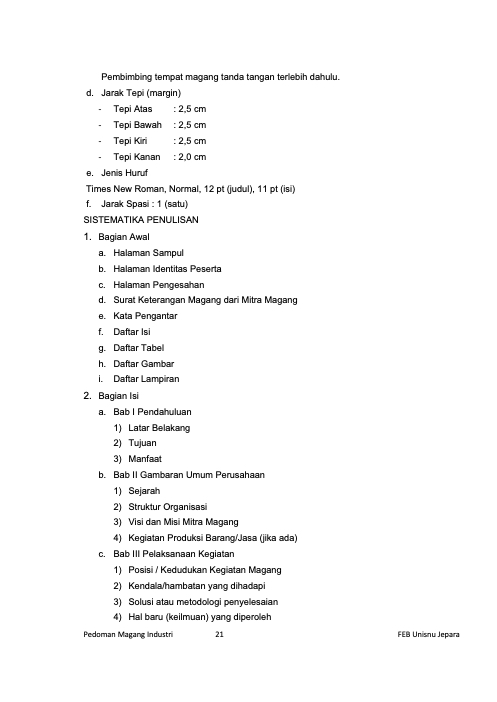 Pembimbing tempat magang tanda tangan terlebih dahulu.
d. Jarak Tepi (margin)
- Tepi Atas : 2,5 cm
- Tepi Bawah : 2,5 cm
- Tepi Kiri : 2,5 cm
- Tepi Kanan : 2,0 cm
e. Jenis Huruf
Times New Roman, Normal, 12 pt (judul), 11 pt (isi)
f. Jarak Spasi : 1 (satu)
SISTEMATIKA PENULISAN
1. Bagian Awal
a. Halaman Sampul
b. Halaman Identitas Peserta
c. Halaman Pengesahan
d. Surat Keterangan Magang dari Mitra Magang
e. Kata Pengantar
f. Daftar Isi
g. Daftar Tabel
h. Daftar Gambar
i. Daftar Lampiran
2. Bagian Isi
a. Bab I Pendahuluan
1) Latar Belakang
2) Tujuan
3) Manfaat
b. Bab II Gambaran Umum Perusahaan
1) Sejarah
2) Struktur Organisasi
3) Visi dan Misi Mitra Magang
4) Kegiatan Produksi Barang/Jasa (jika ada)
c. Bab III Pelaksanaan Kegiatan
1) Posisi / Kedudukan Kegiatan Magang
2) Kendala/hambatan yang dihadapi
3) Solusi atau metodologi penyelesaian
4) Hal baru (keilmuan) yang diperoleh
Pedoman Magang Industri 21 FEB Unisnu Jepara